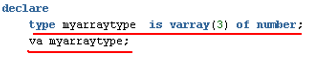 declare
type myarraytype is varray(3) of number;
va myarraytype;